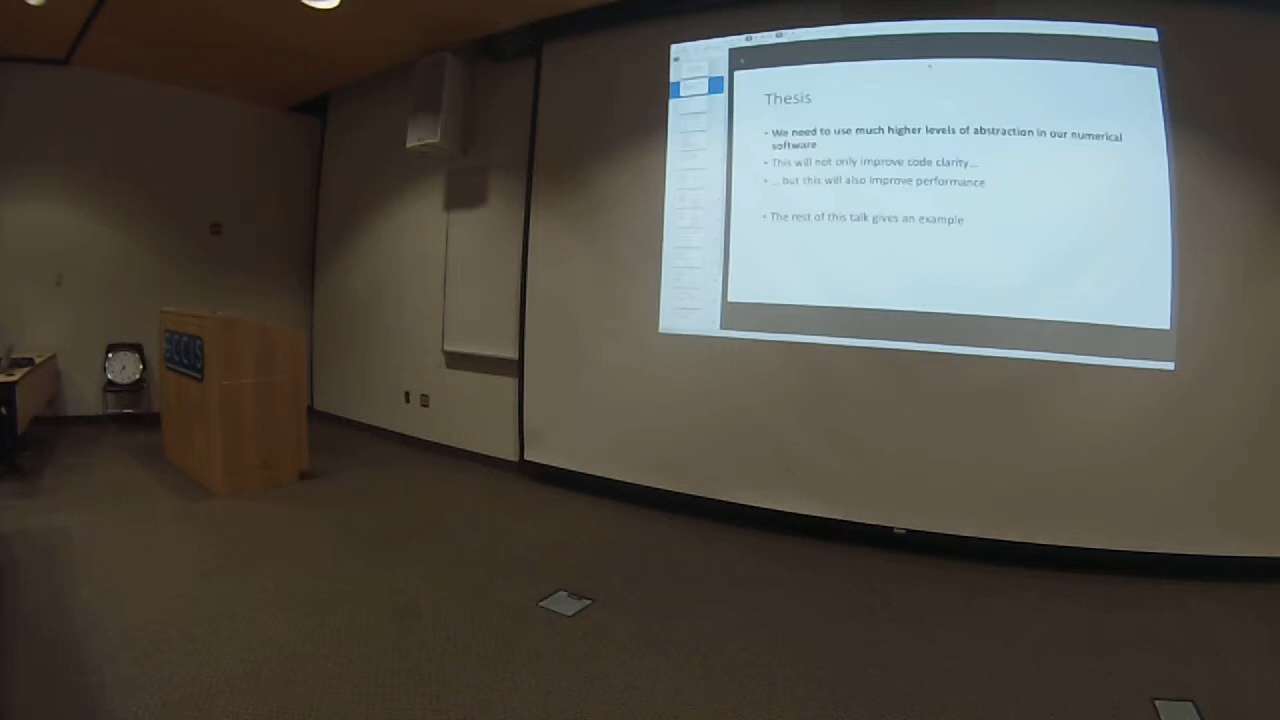 Thesis
• We need to use much higher levels of abstraction in our numerical
software
• This will not only improve code clarity...
• ... but this will also improve performance
• The rest of this talk gives an example
CCIS